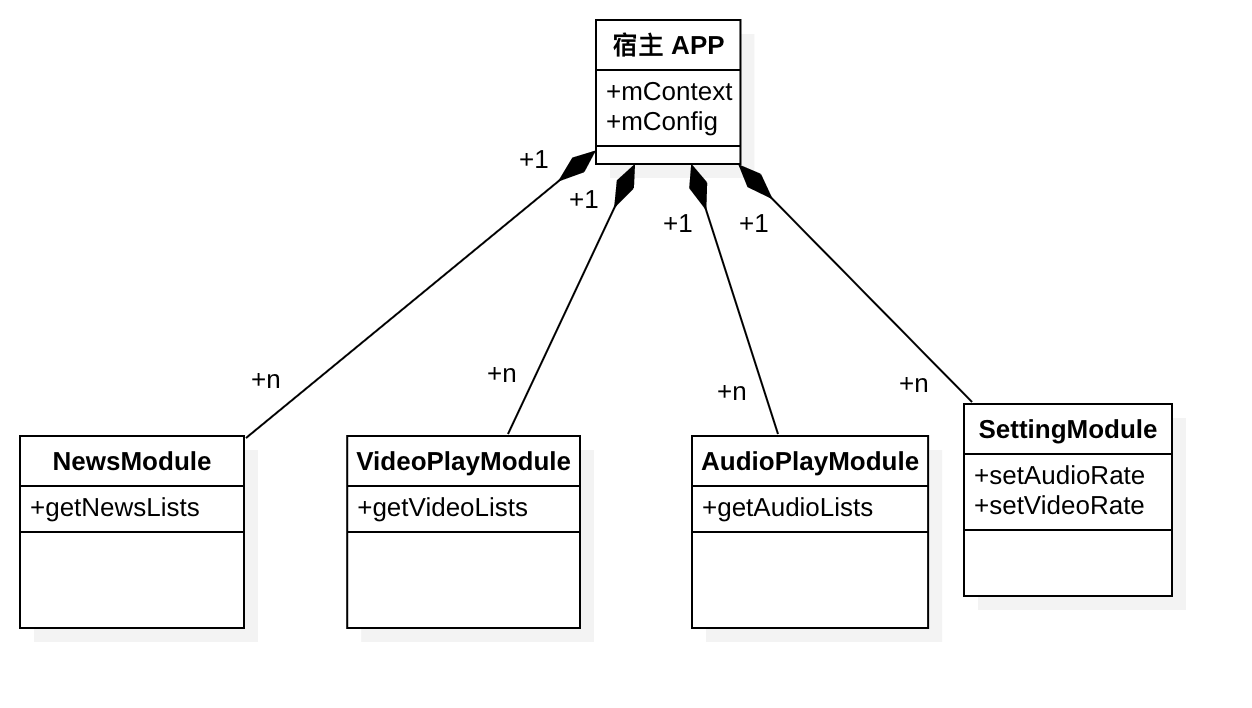 宿主 APP
+mContext
+mConfig
+1
+1
+1
+1
+n
+n
+n
+n
NewsModule
+getNewsLists
VideoPlayModule
+getVideoLists
AudioPlayModule
+getAudioLists
SettingModule
+setAudioRate
+setVideoRate